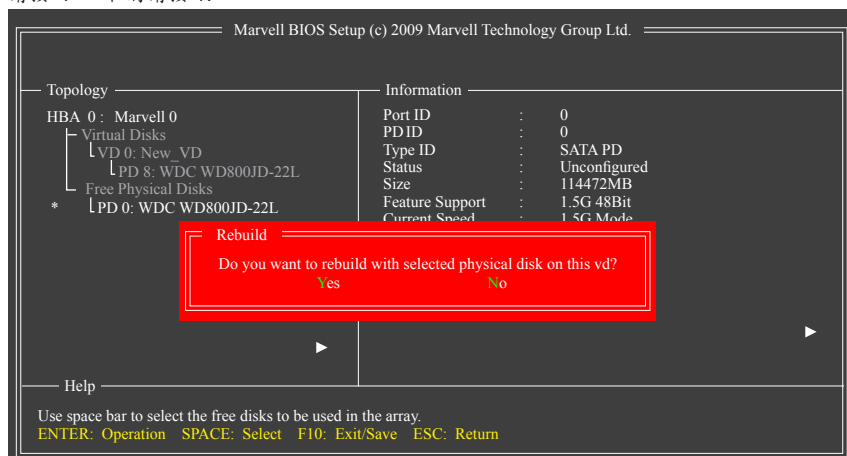 Marvell BIOS Setup (c) 2009 Marvell Technology Group Ltd.
Topology
HBA 0 : Marvell 0
Virtual Disks
VD 0: New_VD
PD 8: WDC WD800JD-22L
Free Physical Disks
* PD 0: WDC WD800JD-22L
Information
Port ID : 0
PD ID : 0
Type ID : SATA PD
Status : Unconfigured
Size : 114472MB
Feature Support : 1.5G 48Bit
Current Speed : 1.5G Mode
Rebuild
Do you want to rebuild with selected physical disk on this vd?
Yes No
Help
Use space bar to select the free disks to be used in the array.
ENTER: Operation SPACE: Select F10: Exit/Save ESC: Return